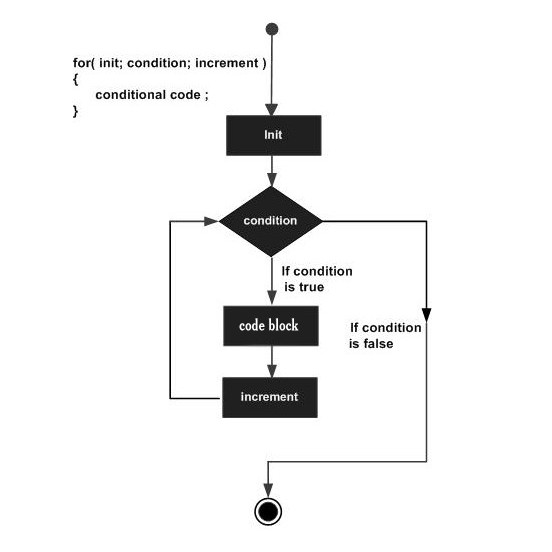 for( init; condition; increment )
{
conditional code ;
}
Init
condition
If condition
is true
code block
If condition
is false
increment